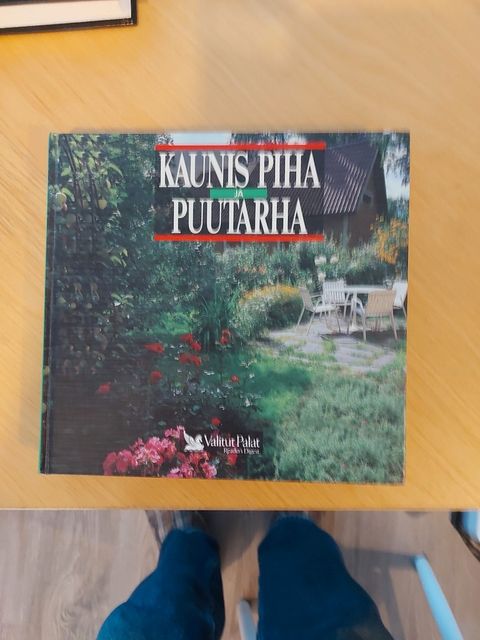 KAUNIS PIHA
JA
PUUTARHA
Valitut Palat
Reader's Digest